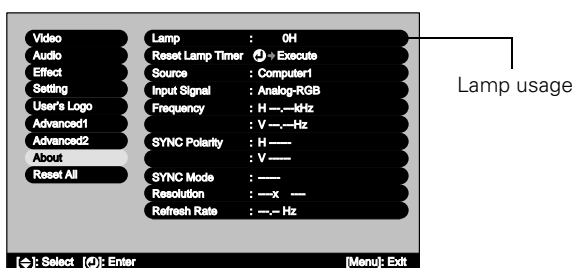 Video
Audio
Effect
Setting
User's Logo
Advanced1
Advanced2
About
Reset All
Lamp : 0H
Reset Lamp Timer Execute
Source : Computer1
Input Signal : Analog-RGB
Frequency : H ---.---kHz
: V ---.---Hz
SYNC Polarity : H -----
: V -----
SYNC Mode : -----
Resolution : ----x ----
Refresh Rate : ---.-- Hz
[ ]: Select [ ]: Enter [Menu]: Exit
Lamp usage